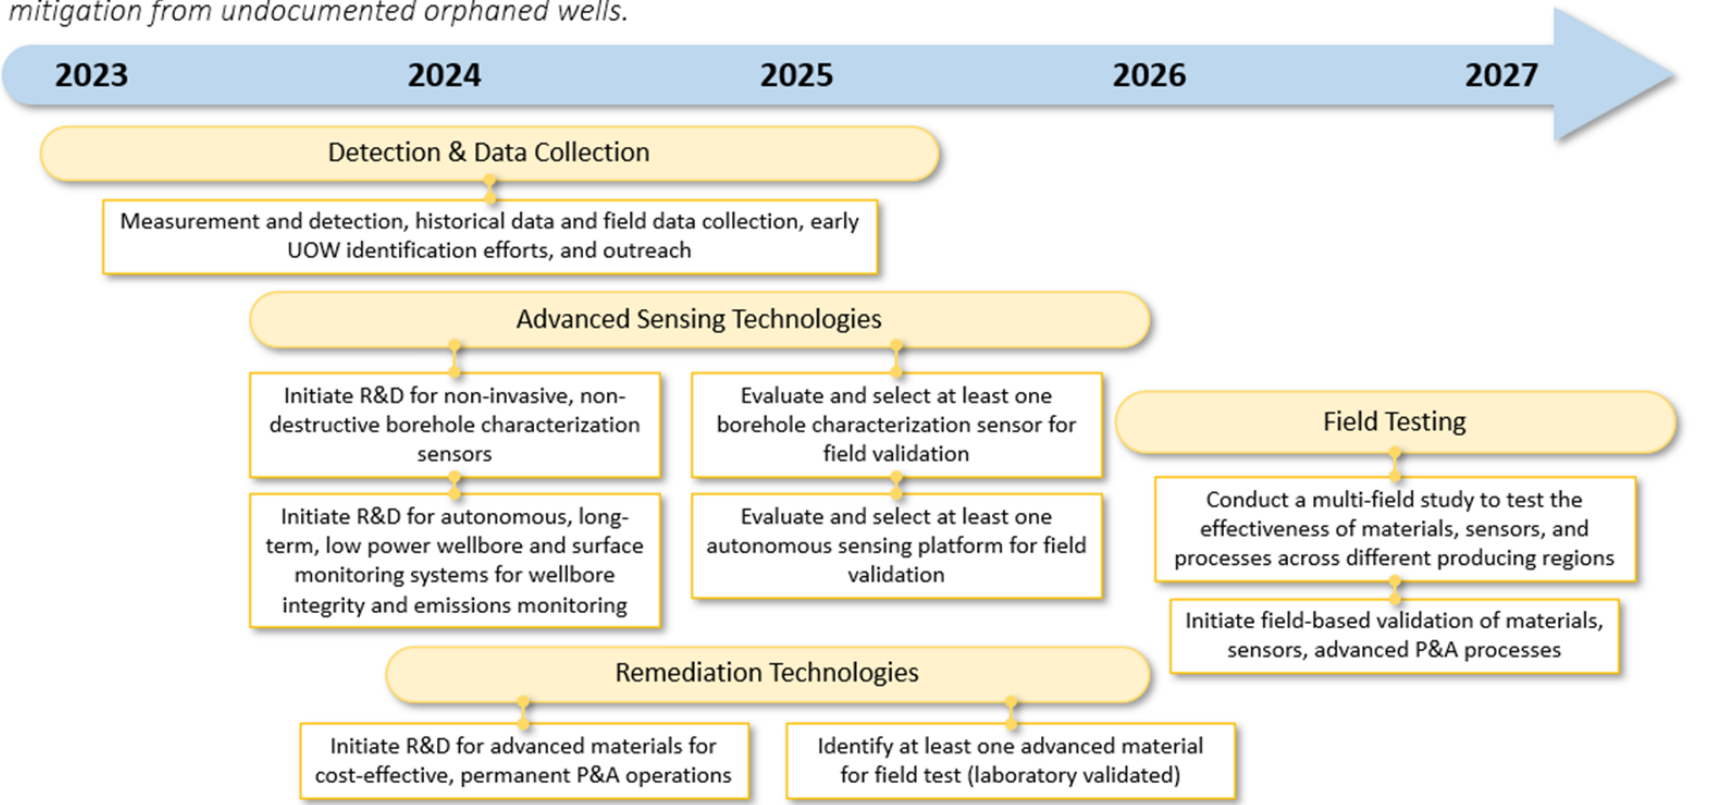 mitigation from undocumented orphaned wells.
2023 2024 2025 2026 2027
Detection & Data Collection
Measurement and detection, historical data and field data collection, early
UOW identification efforts, and outreach
Advanced Sensing Technologies
Initiate R&D for non-invasive, non-
destructive borehole characterization
sensors
Initiate R&D for autonomous, long-
term, low power wellbore and surface
monitoring systems for wellbore
integrity and emissions monitoring
Evaluate and select at least one
borehole characterization sensor for
field validation
Evaluate and select at least one
autonomous sensing platform for field
validation
Field Testing
Conduct a multi-field study to test the
effectiveness of materials, sensors, and
processes across different producing regions
Initiate field-based validation of materials,
sensors, advanced P&A processes
Remediation Technologies
Initiate R&D for advanced materials for
cost-effective, permanent P&A operations
Identify at least one advanced material
for field test (laboratory validated)